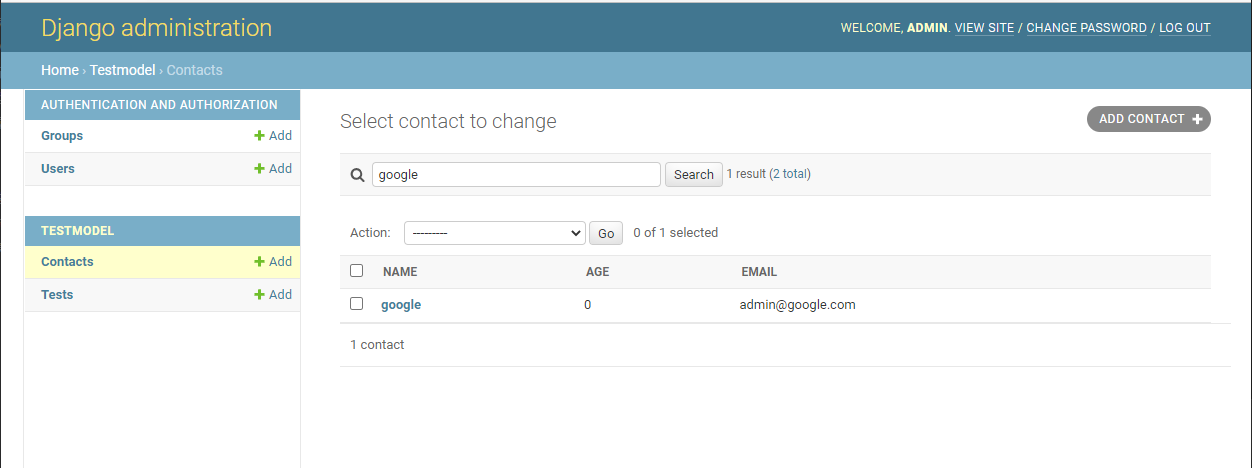 Django administration
WELCOME, ADMIN. VIEW SITE / CHANGE PASSWORD / LOG OUT
Home › Testmodel › Contacts
AUTHENTICATION AND AUTHORIZATION
Groups + Add
Users + Add
TESTMODEL
Contacts + Add
Tests + Add
Select contact to change
ADD CONTACT +
google Search 1 result (2 total)
Action: --------- Go 0 of 1 selected
NAME AGE EMAIL
google 0 admin@google.com
1 contact